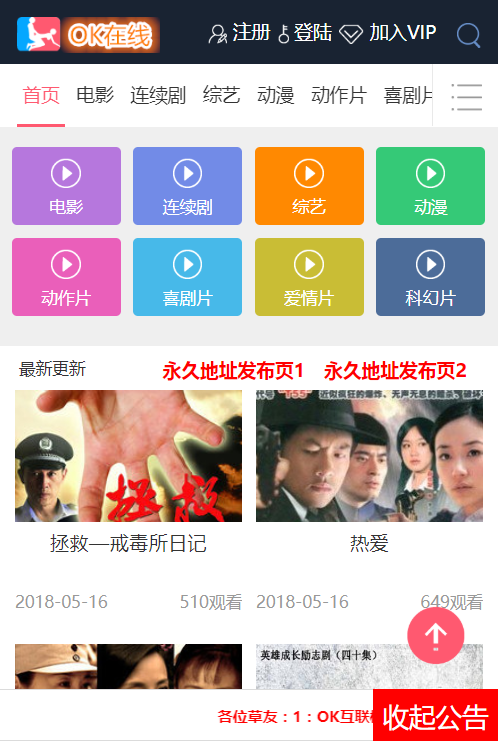 OK在线 注册 登陆 加入VIP
首页 电影 连续剧 综艺 动漫 动作片 喜剧片
电影 连续剧 综艺 动漫
动作片 喜剧片 爱情片 科幻片
最新更新 永久地址发布页1 永久地址发布页2
拯救
拯救—戒毒所日记 热爱
2018-05-16 510观看 2018-05-16 649观看
英雄成长励志剧（四十集）
各位草友：1：OK互联 收起公告